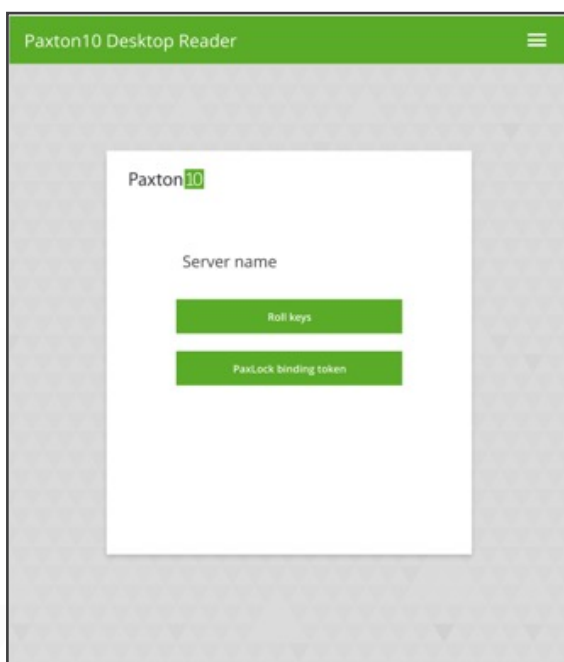 Paxton10 Desktop Reader
Paxton10
Server name
Roll keys
PaxLock binding token